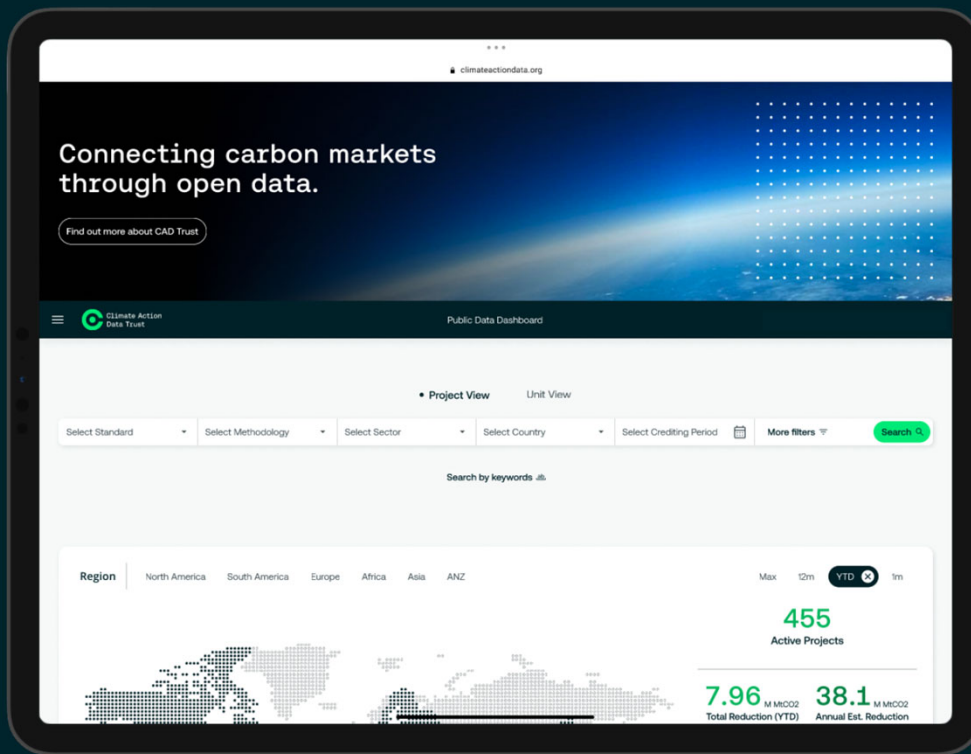 climateactiondata.org
Connecting carbon markets
through open data.
Find out more about CAD Trust
Climate Action
Data Trust
Public Data Dashboard
Project View
Unit View
Select Standard
Select Methodology
Select Sector
Select Country
Select Crediting Period
More filters
Search
Search by keywords
Region
North America
South America
Europe
Africa
Asia
ANZ
Max
12m
YTD
1m
455
Active Projects
7.96 M MtCO2
Total Reduction (YTD)
38.1 M MtCO2
Annual Est. Reduction